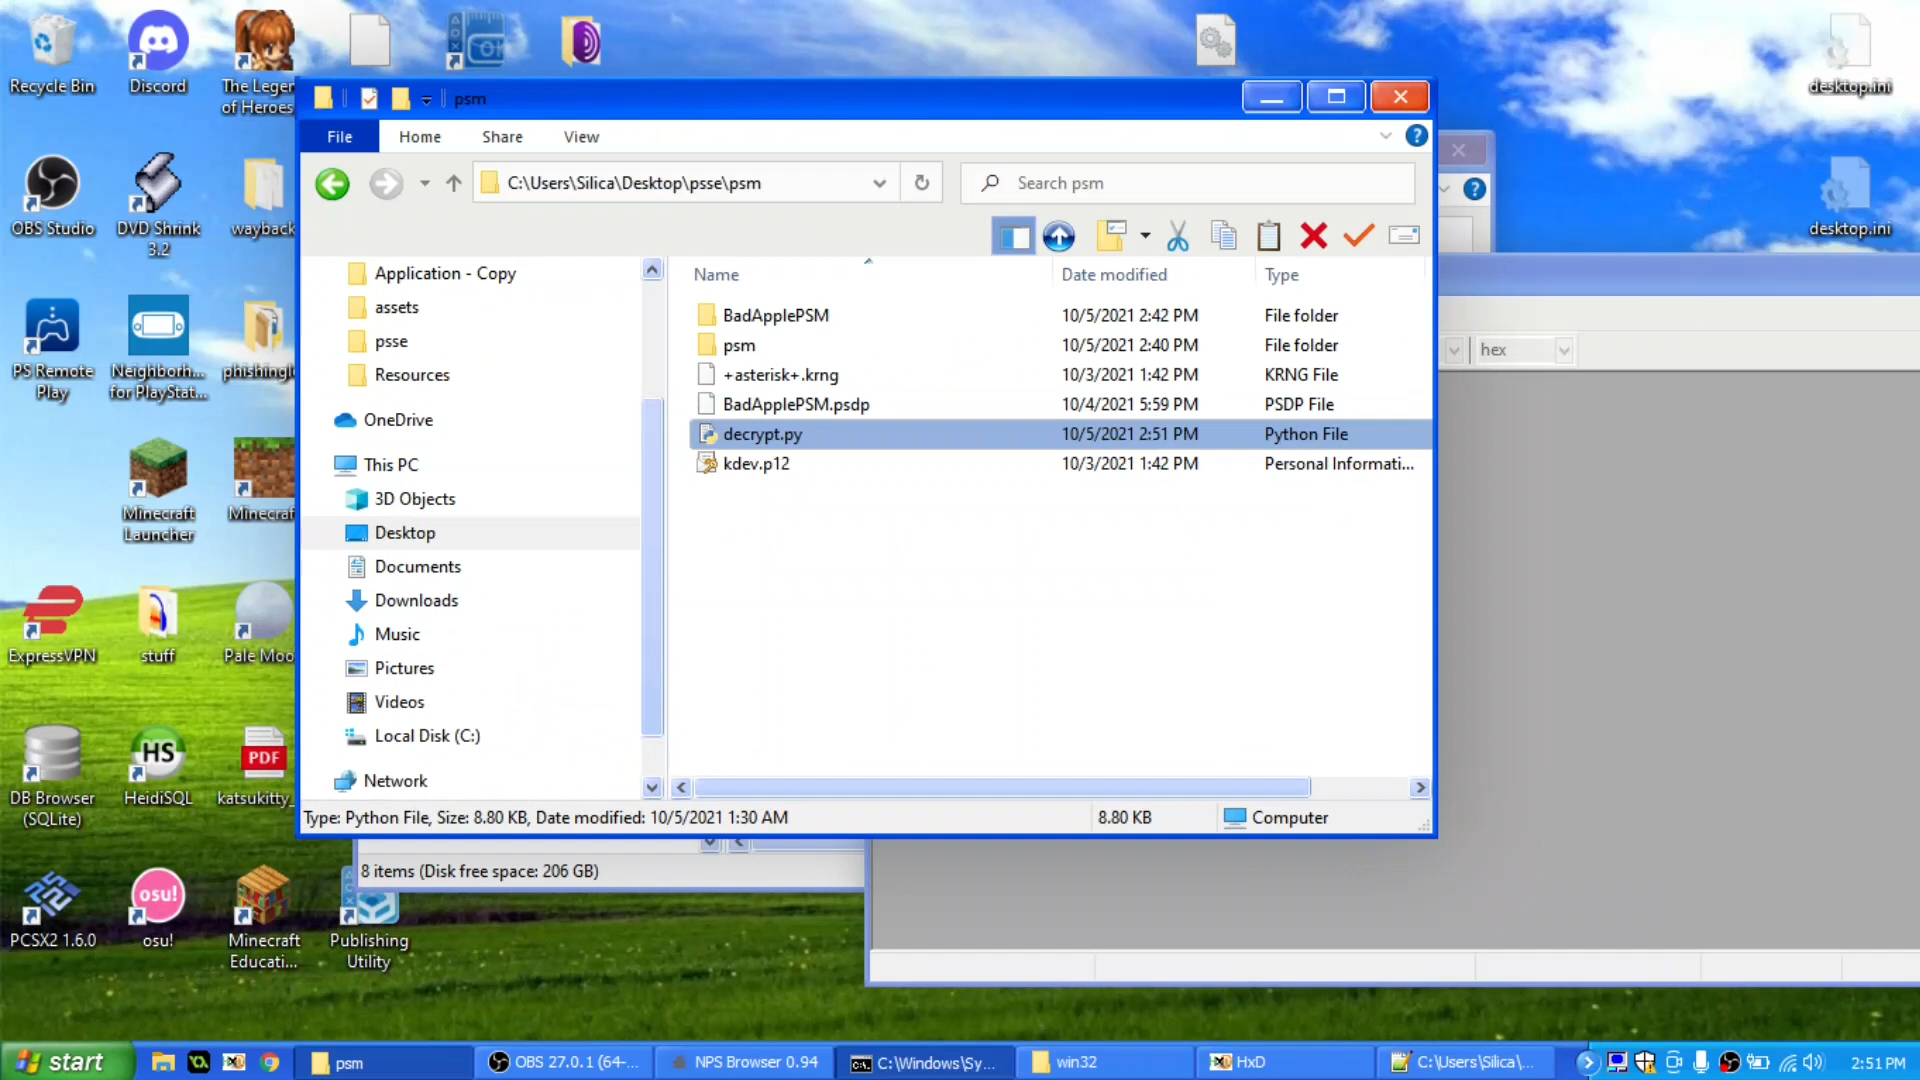 Recycle Bin
Discord
The Legen
of Heroes
desktop.ini
psm
File
Home
Share
View
C:\Users\Silica\Desktop\psse\psm
Search psm
OBS Studio
DVD Shrink
3.2
wayback
desktop.ini
Application - Copy
assets
psse
Resources
OneDrive
This PC
3D Objects
Desktop
Documents
Downloads
Music
Pictures
Videos
Local Disk (C:)
Network
Name
Date modified
Type
BadApplePSM
10/5/2021 2:42 PM
File folder
psm
10/5/2021 2:40 PM
File folder
+asterisk+.krng
10/3/2021 1:42 PM
KRNG File
BadApplePSM.psdp
10/4/2021 5:59 PM
PSDP File
decrypt.py
10/5/2021 2:51 PM
Python File
kdev.p12
10/3/2021 1:42 PM
Personal Informati...
hex
PS Remote
Play
Neighborh...
for PlayStat...
phishingl
Minecraft
Launcher
Minecraf
ExpressVPN
stuff
Pale Moo
HS
PDF
DB Browser
(SQLite)
HeidiSQL
katsukitty_
Type: Python File, Size: 8.80 KB, Date modified: 10/5/2021 1:30 AM
8.80 KB
Computer
8 items (Disk free space: 206 GB)
osu!
PCSX2 1.6.0
osu!
Minecraft
Educati...
Publishing
Utility
start
psm
OBS 27.0.1 (64-...
NPS Browser 0.94
C:\Windows\Sy...
win32
HxD
C:\Users\Silica\...
2:51 PM